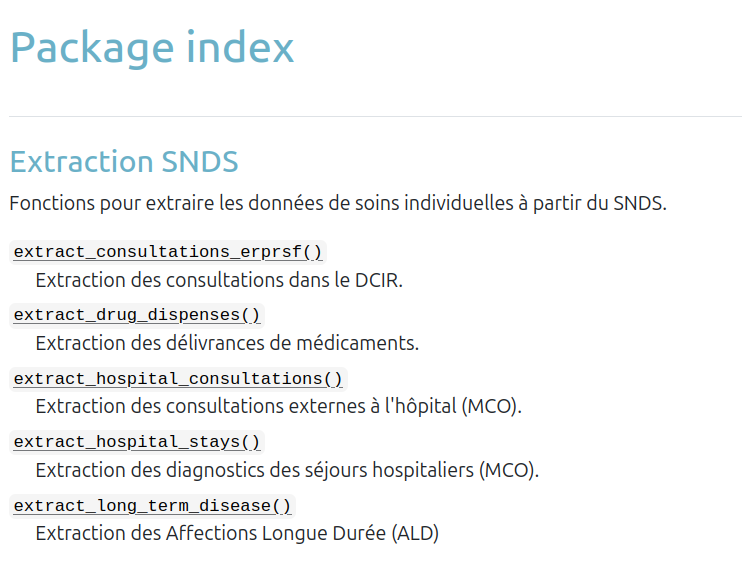 Package index
Extraction SNDS
Fonctions pour extraire les données de soins individuelles à partir du SNDS.
extract_consultations_erprsf()
Extraction des consultations dans le DCIR.
extract_drug_dispenses()
Extraction des délivrances de médicaments.
extract_hospital_consultations()
Extraction des consultations externes à l'hôpital (MCO).
extract_hospital_stays()
Extraction des diagnostics des séjours hospitaliers (MCO).
extract_long_term_disease()
Extraction des Affections Longue Durée (ALD)